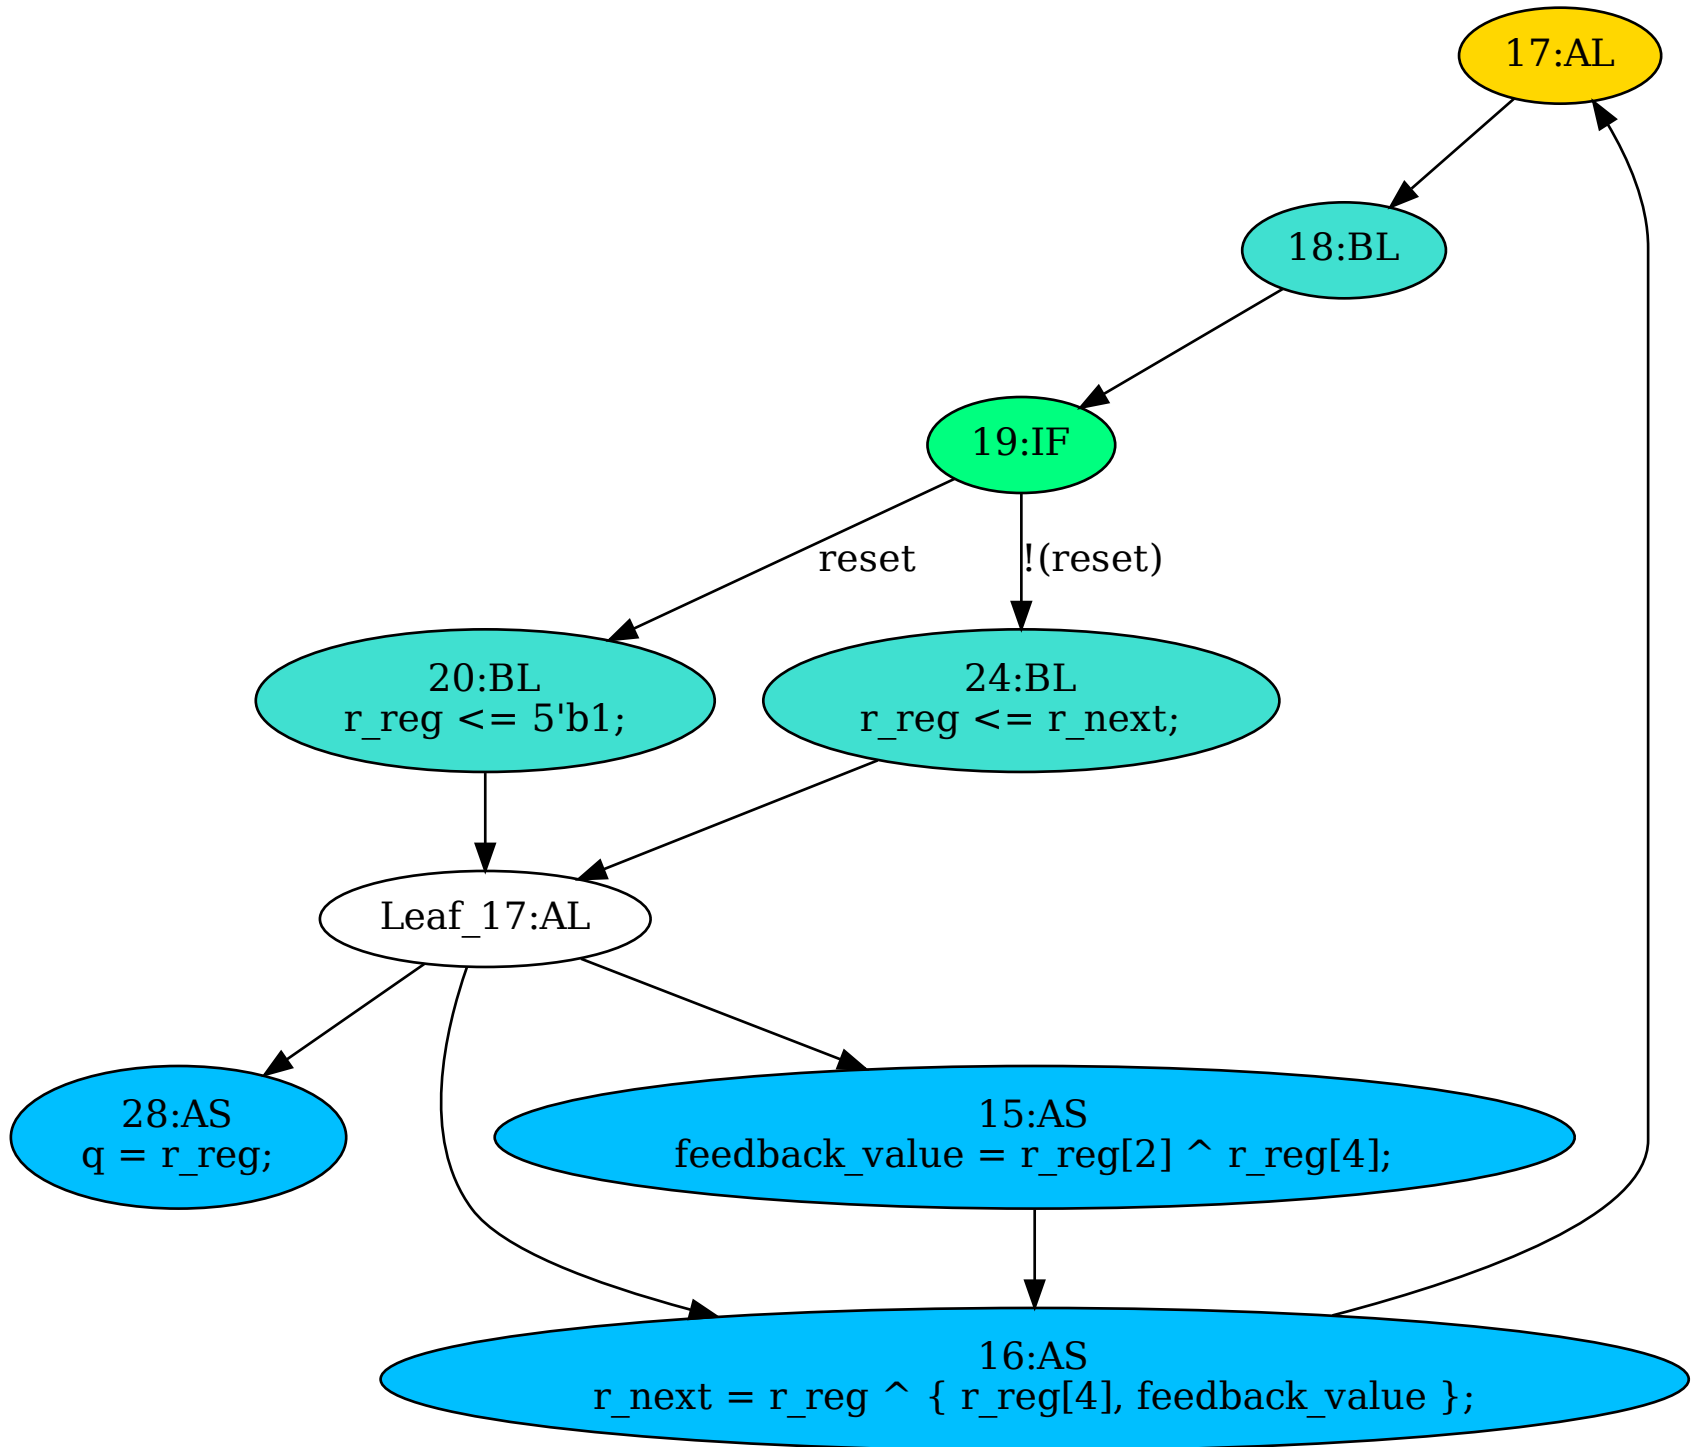 17:AL
18:BL
19:IF
reset
!(reset)
20:BL
r_reg <= 5'b1;
24:BL
r_reg <= r_next;
Leaf_17:AL
28:AS
q = r_reg;
15:AS
feedback_value = r_reg[2] ^ r_reg[4];
16:AS
r_next = r_reg ^ { r_reg[4], feedback_value };